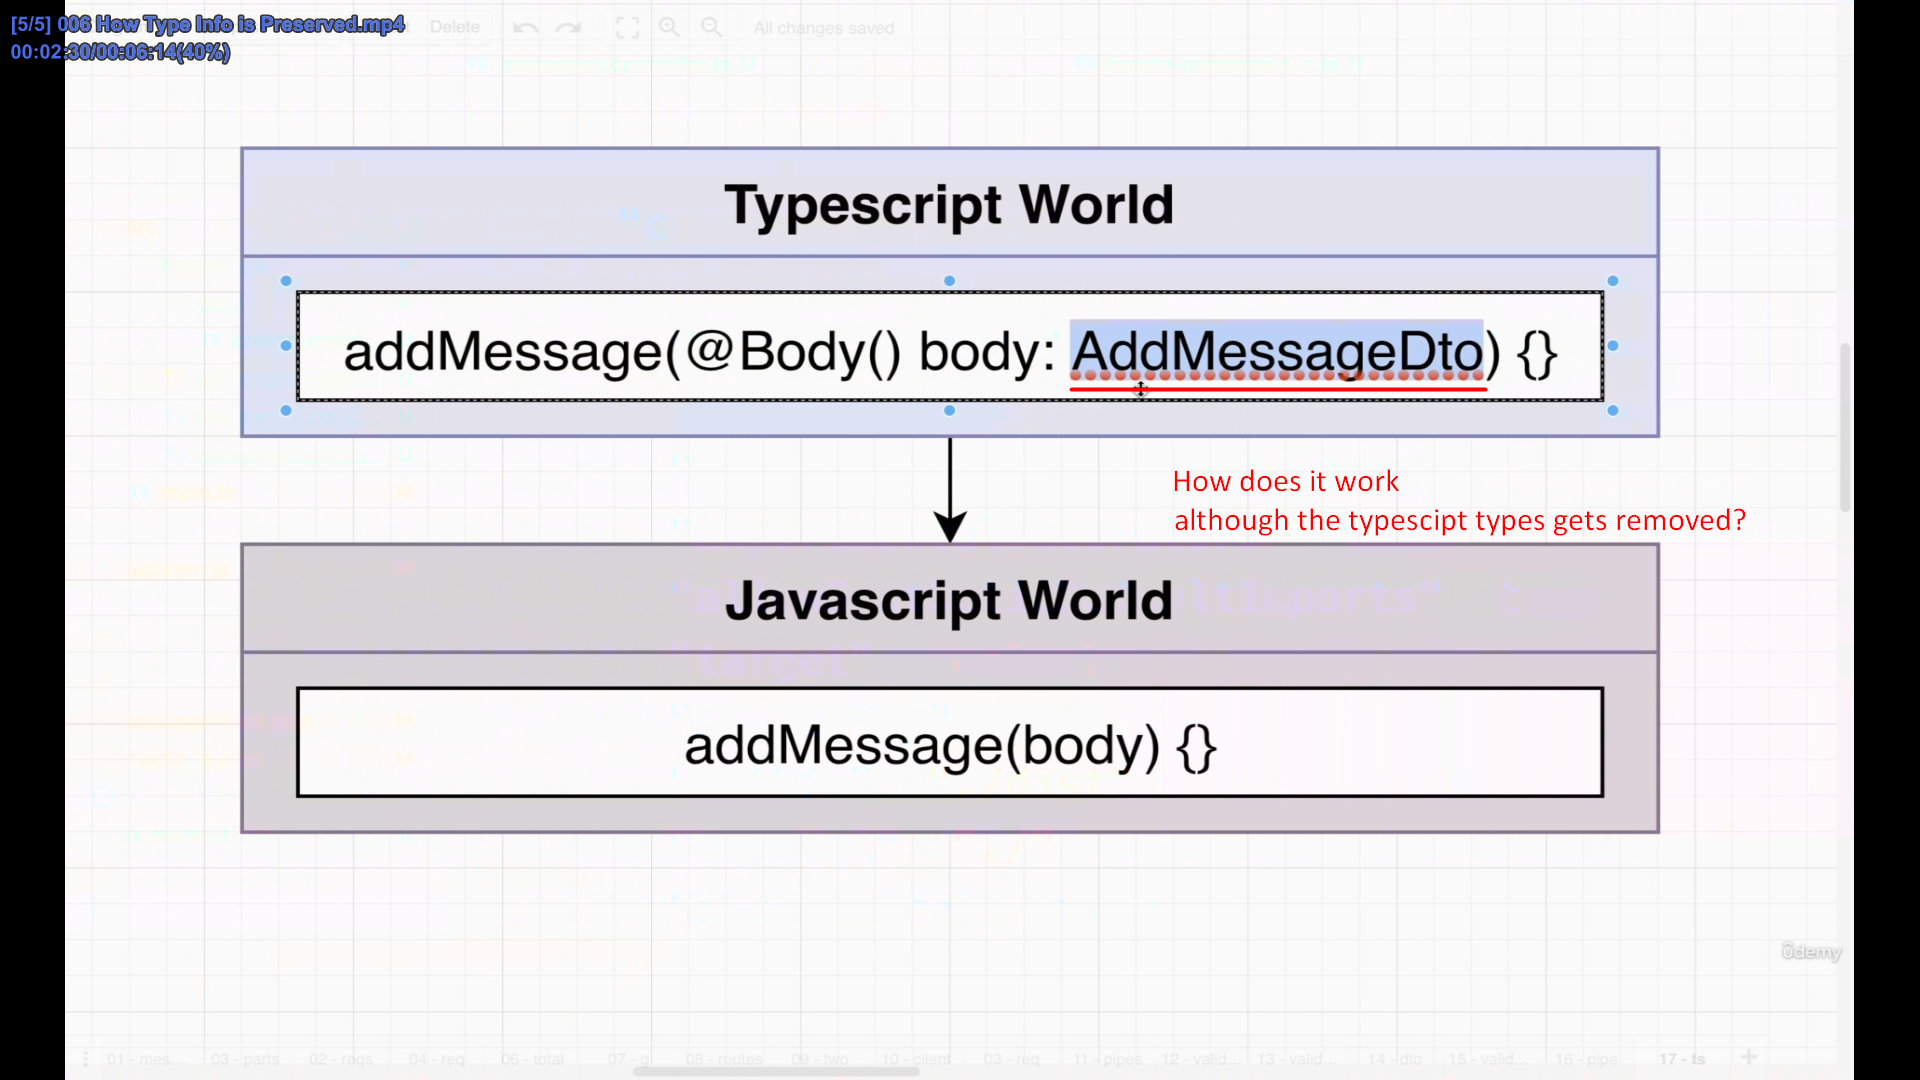 [5/5] 006 How Type Info is Preserved.mp4
00:02:30/00:06:14(40%)
Delete
All changes saved
Typescript World
addMessage(@Body() body: AddMessageDto) {}
How does it work
although the typescipt types gets removed?
Javascript World
"target"
addMessage(body) {}
ûdemy
01 - mes... 03 - parts 02 - reqs 04 - req 06 - total 07 - g 08 - routes 09 - two 10 - client 03 - req 11 - pipes 12 - valid... 13 - valid... 14 - dto 15 - valid... 16 - pipe 17 - ts